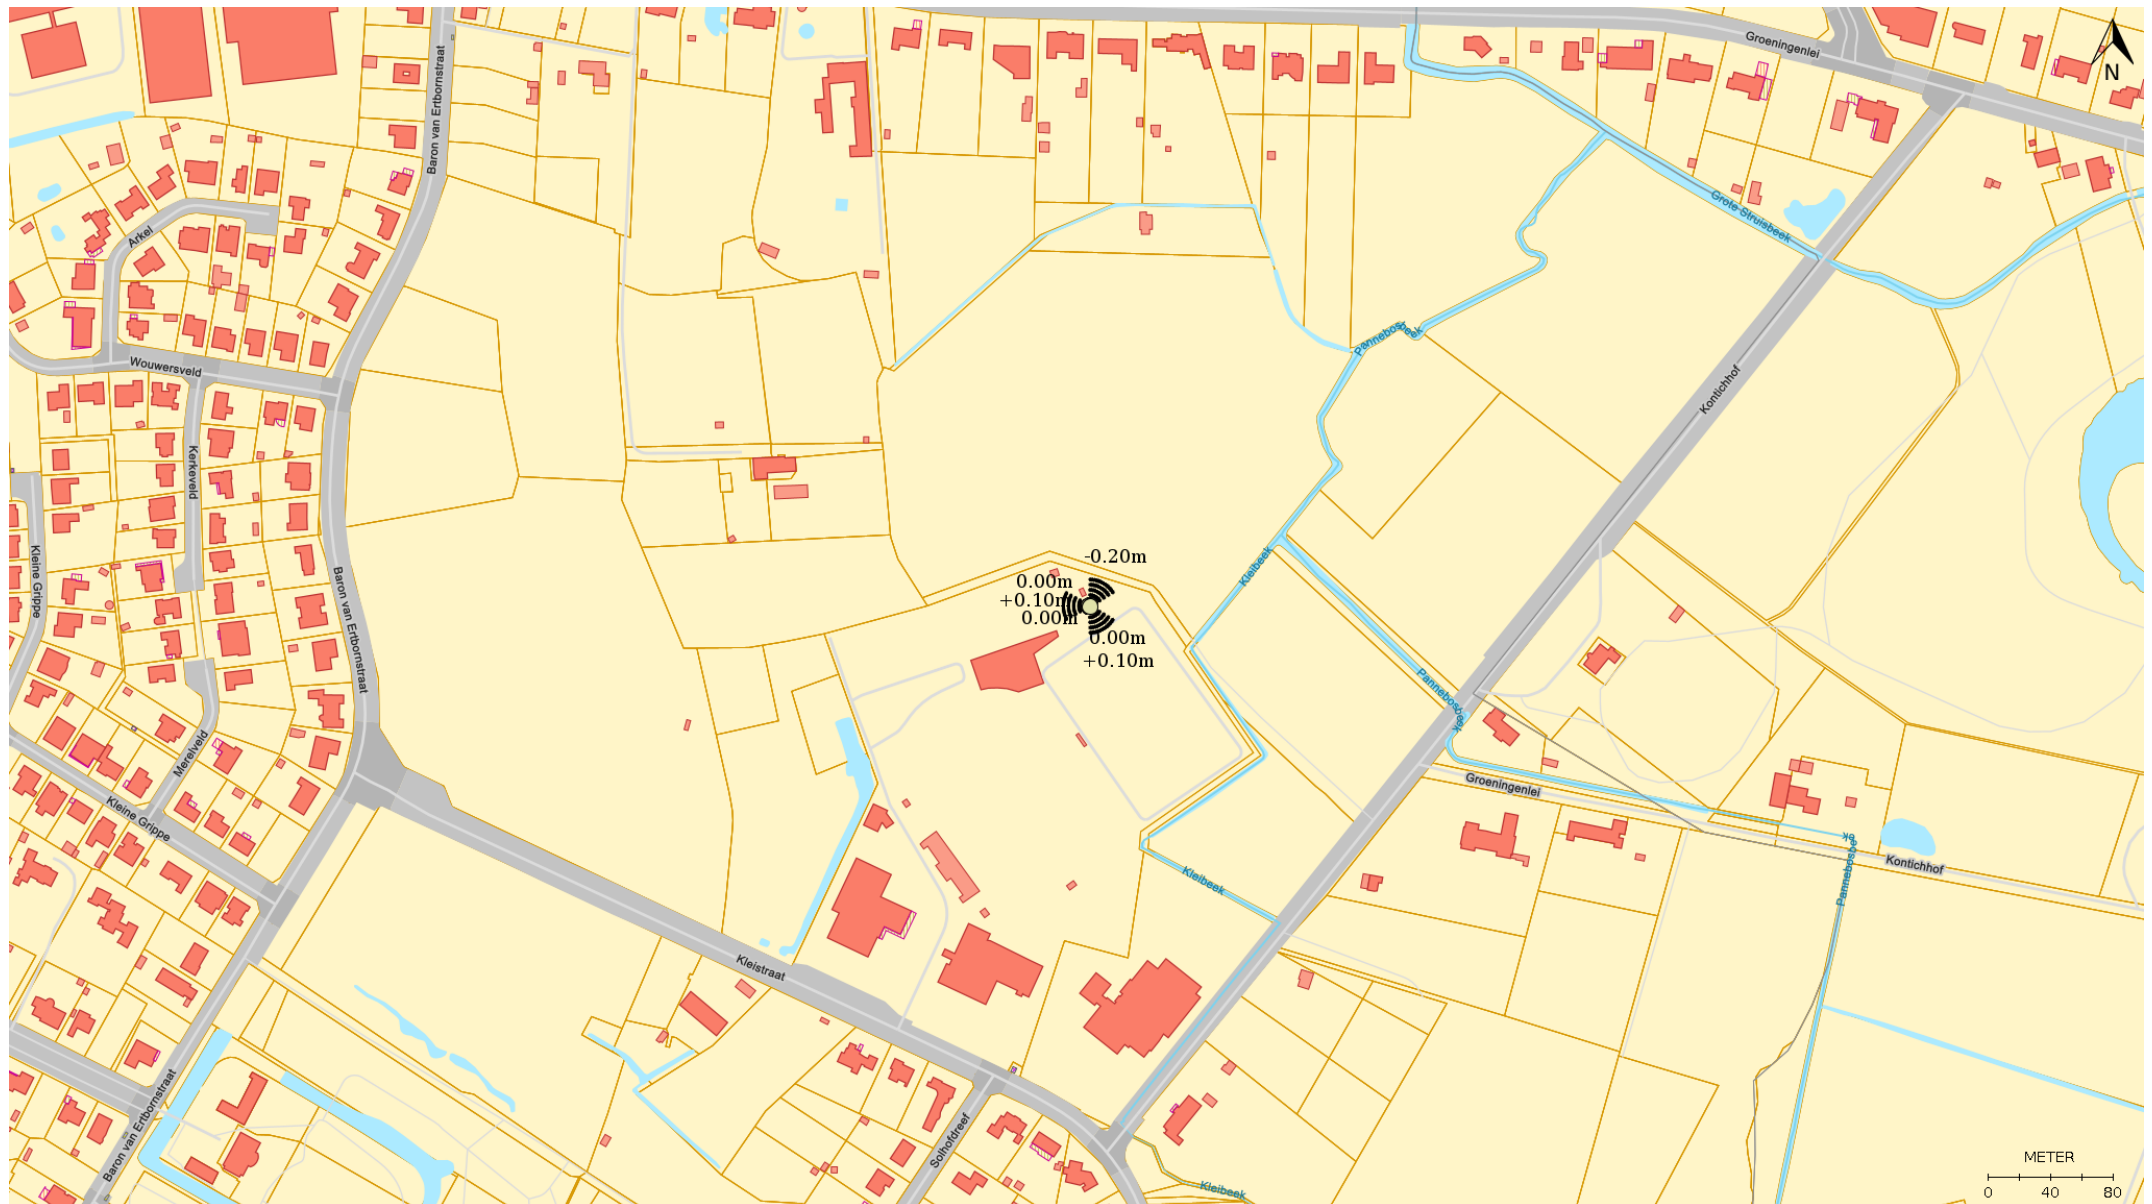 Groeningenlei
N
Baron van Ertbornstraat
Grote Struisbeek
Arkel
Pannebosbeek
Wouwersveld
Kontichhof
Kerkeveld
Kleine Grippe
Kleibeek
-0.20m
0.00m
+0.10m
0.00m
0.00m
+0.10m
Baron van Ertbornstraat
Pannebosbeek
Merelveld
Groeningenlei
Kleine Grippe
Kontichhof
Pannebosbeek
Kleibeek
Kleistraat
Baron van Ertbornstraat
Solhofdreef
Kleibeek
METER
0 40 80